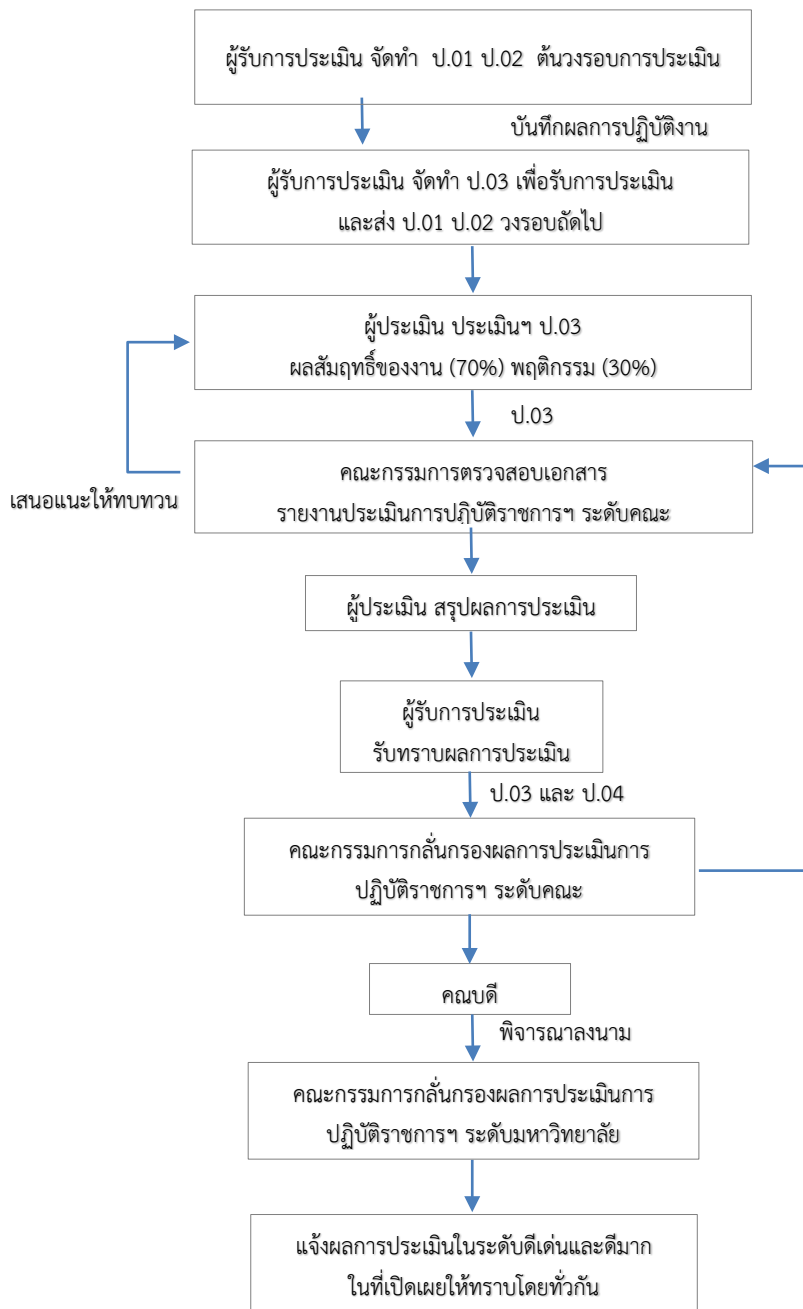 ผู้รับการประเมิน จัดทำ ป.01 ป.02 ต้นวงรอบการประเมิน
บันทึกผลการปฏิบัติงาน
ผู้รับการประเมิน จัดทำ ป.03 เพื่อรับการประเมิน
และส่ง ป.01 ป.02 วงรอบถัดไป
ผู้ประเมิน ประเมินฯ ป.03
ผลสัมฤทธิ์ของงาน (70%) พฤติกรรม (30%)
ป.03
คณะกรรมการตรวจสอบเอกสาร
รายงานประเมินการปฏิบัติราชการฯ ระดับคณะ
เสนอแนะให้ทบทวน
ผู้ประเมิน สรุปผลการประเมิน
ผู้รับการประเมิน
รับทราบผลการประเมิน
ป.03 และ ป.04
คณะกรรมการกลั่นกรองผลการประเมินการ
ปฏิบัติราชการฯ ระดับคณะ
คณบดี
พิจารณาลงนาม
คณะกรรมการกลั่นกรองผลการประเมินการ
ปฏิบัติราชการฯ ระดับมหาวิทยาลัย
แจ้งผลการประเมินในระดับดีเด่นและดีมาก
ในที่เปิดเผยให้ทราบโดยทั่วกัน